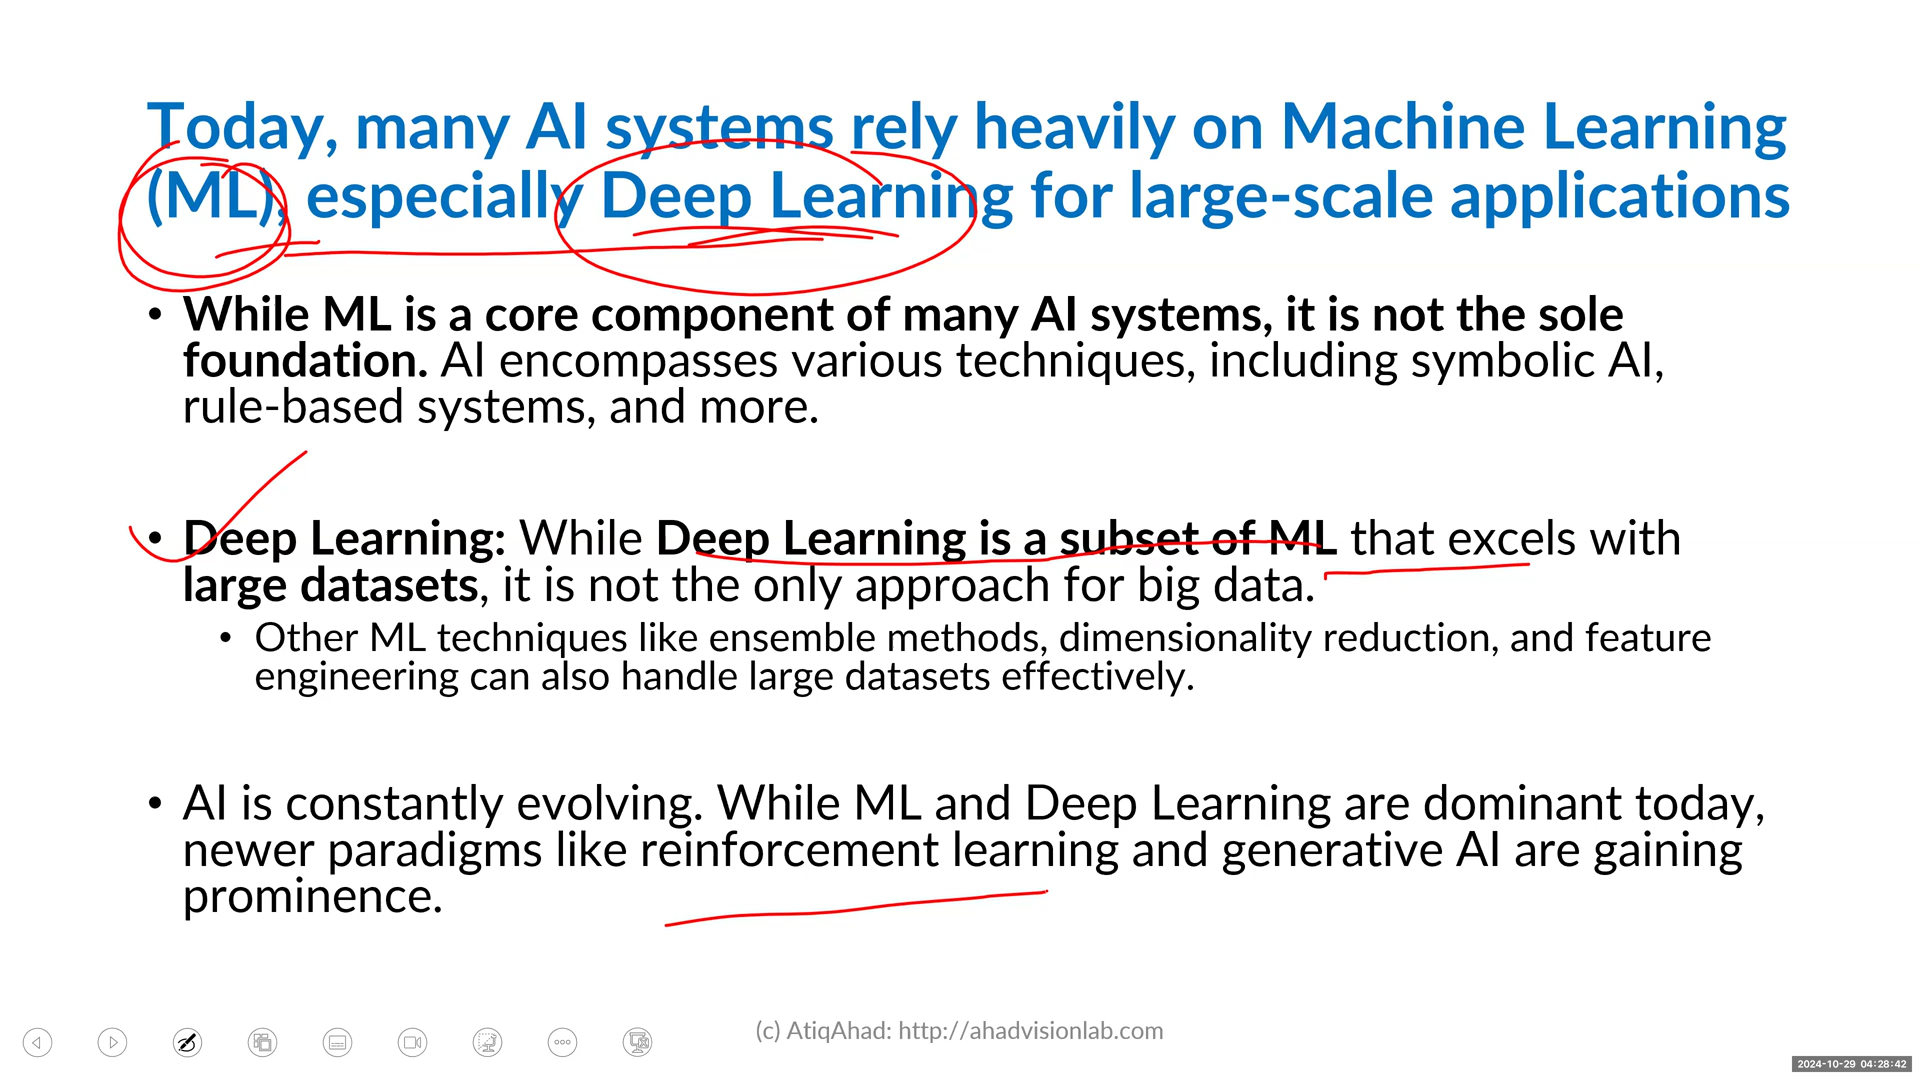 Today, many AI systems rely heavily on Machine Learning
(ML), especially Deep Learning for large-scale applications
• While ML is a core component of many AI systems, it is not the sole
foundation. AI encompasses various techniques, including symbolic AI,
rule-based systems, and more.
• Deep Learning: While Deep Learning is a subset of ML that excels with
large datasets, it is not the only approach for big data.
• Other ML techniques like ensemble methods, dimensionality reduction, and feature
engineering can also handle large datasets effectively.
• AI is constantly evolving. While ML and Deep Learning are dominant today,
newer paradigms like reinforcement learning and generative AI are gaining
prominence.
(c) AtiqAhad: http://ahadvisionlab.com
2024-10-29 04:28:42